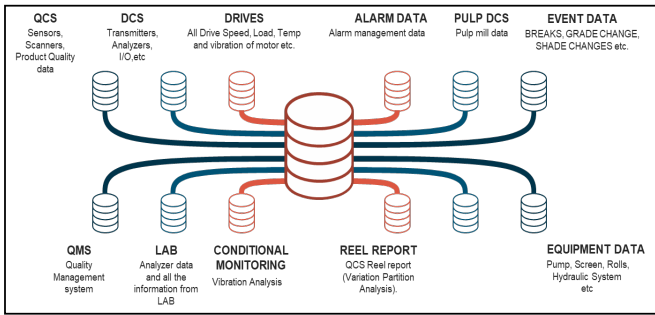 QCS
Sensors,
Scanners,
Product Quality
data
DCS
Transmitters,
Analyzers,
I/O,etc
DRIVES
All Drive Speed, Load, Temp
and vibration of motor etc.
ALARM DATA
Alarm management data
PULP DCS
Pulp mill data
EVENT DATA
BREAKS, GRADE CHANGE,
SHADE CHANGES etc.
QMS
Quality
Management
system
LAB
Analyzer data
and all the
information from
LAB
CONDITIONAL
MONITORING
Vibration Analysis
REEL REPORT
QCS Reel report
(Variation Partition
Analysis).
EQUIPMENT DATA
Pump, Screen, Rolls,
Hydraulic System
etc